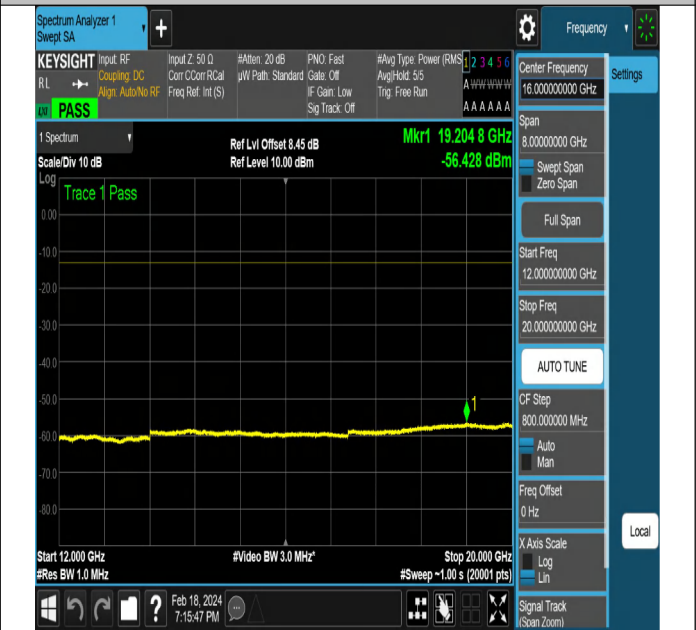 Spectrum Analyzer 1
Swept SA
+
Frequency
KEYSIGHT
RL
PASS
Input: RF
Coupling: DC
Align: Auto/No RF
Input Z: 50 Ω
Corr CCorr RCal
Freq Ref: Int (S)
#Atten: 20 dB
µW Path: Standard
PNO: Fast
Gate: Off
IF Gain: Low
Sig Track: Off
#Avg Type: Power (RMS
Avg|Hold: 5/5
Trig: Free Run
1 2 3 4 5 6
A W W W W W
A A A A A A
1 Spectrum
Scale/Div 10 dB
Ref Lvl Offset 8.45 dB
Ref Level 10.00 dBm
Mkr1 19.204 8 GHz
-56.428 dBm
Log
Trace 1 Pass
0.00
-10.0
-20.0
-30.0
-40.0
-50.0
-60.0
-70.0
-80.0
1
Start 12.000 GHz
#Res BW 1.0 MHz
#Video BW 3.0 MHz*
Stop 20.000 GHz
#Sweep ~1.00 s (20001 pts)
Feb 18, 2024
7:15:47 PM
Center Frequency
16.000000000 GHz
Settings
Span
8.00000000 GHz
Swept Span
Zero Span
Full Span
Start Freq
12.000000000 GHz
Stop Freq
20.000000000 GHz
AUTO TUNE
CF Step
800.000000 MHz
Auto
Man
Freq Offset
0 Hz
X Axis Scale
Log
Lin
Local
Signal Track
(Span Zoom)